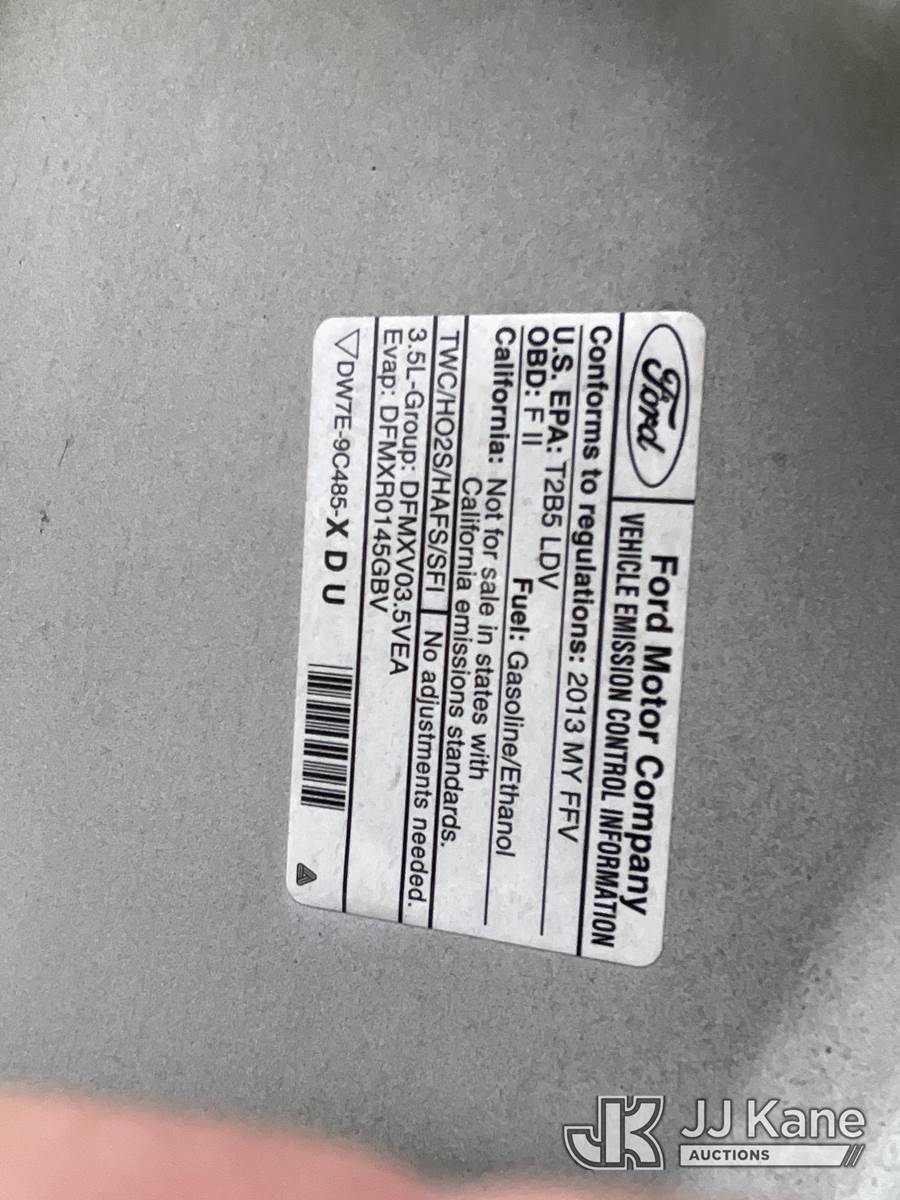 Ford
Ford Motor Company
VEHICLE EMISSION CONTROL INFORMATION
Conforms to regulations: 2013 MY FFV
U.S. EPA: T2B5 LDV
OBD: F II Fuel: Gasoline/Ethanol
California: Not for sale in states with
California emissions standards.
TWC/HO2S/HAFS/SFI No adjustments needed.
3.5L-Group: DFMXV03.5VEA
Evap: DFMXR0145GBV
DW7E-9C485-X D U
JK JJ Kane
AUCTIONS